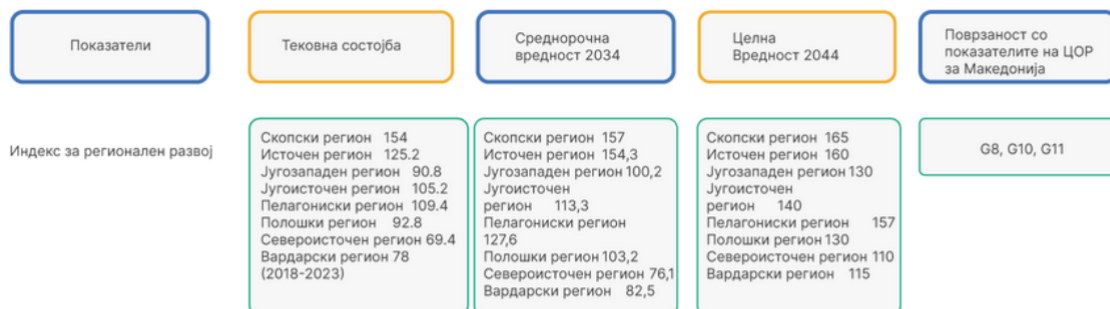 Показатели
Тековна состојба
Среднорочна
вредност 2034
Целна
Вредност 2044
Поврзаност со
показателите на ЦОР
за Македонија
Индекс за регионален развој
Скопски регион 154
Источен регион 125.2
Југозападен регион 90.8
Југоисточен регион 105.2
Пелагониски регион 109.4
Полошки регион 92.8
Североисточен регион 69.4
Вардарски регион 78
(2018-2023)
Скопски регион 157
Источен регион 154,3
Југозападен регион 100,2
Југоисточен
регион 113,3
Пелагониски регион
127,6
Полошки регион 103,2
Североисточен регион 76,1
Вардарски регион 82,5
Скопски регион 165
Источен регион 160
Југозападен регион 130
Југоисточен
регион 140
Пелагониски регион 157
Полошки регион 130
Североисточен регион 110
Вардарски регион 115
G8, G10, G11